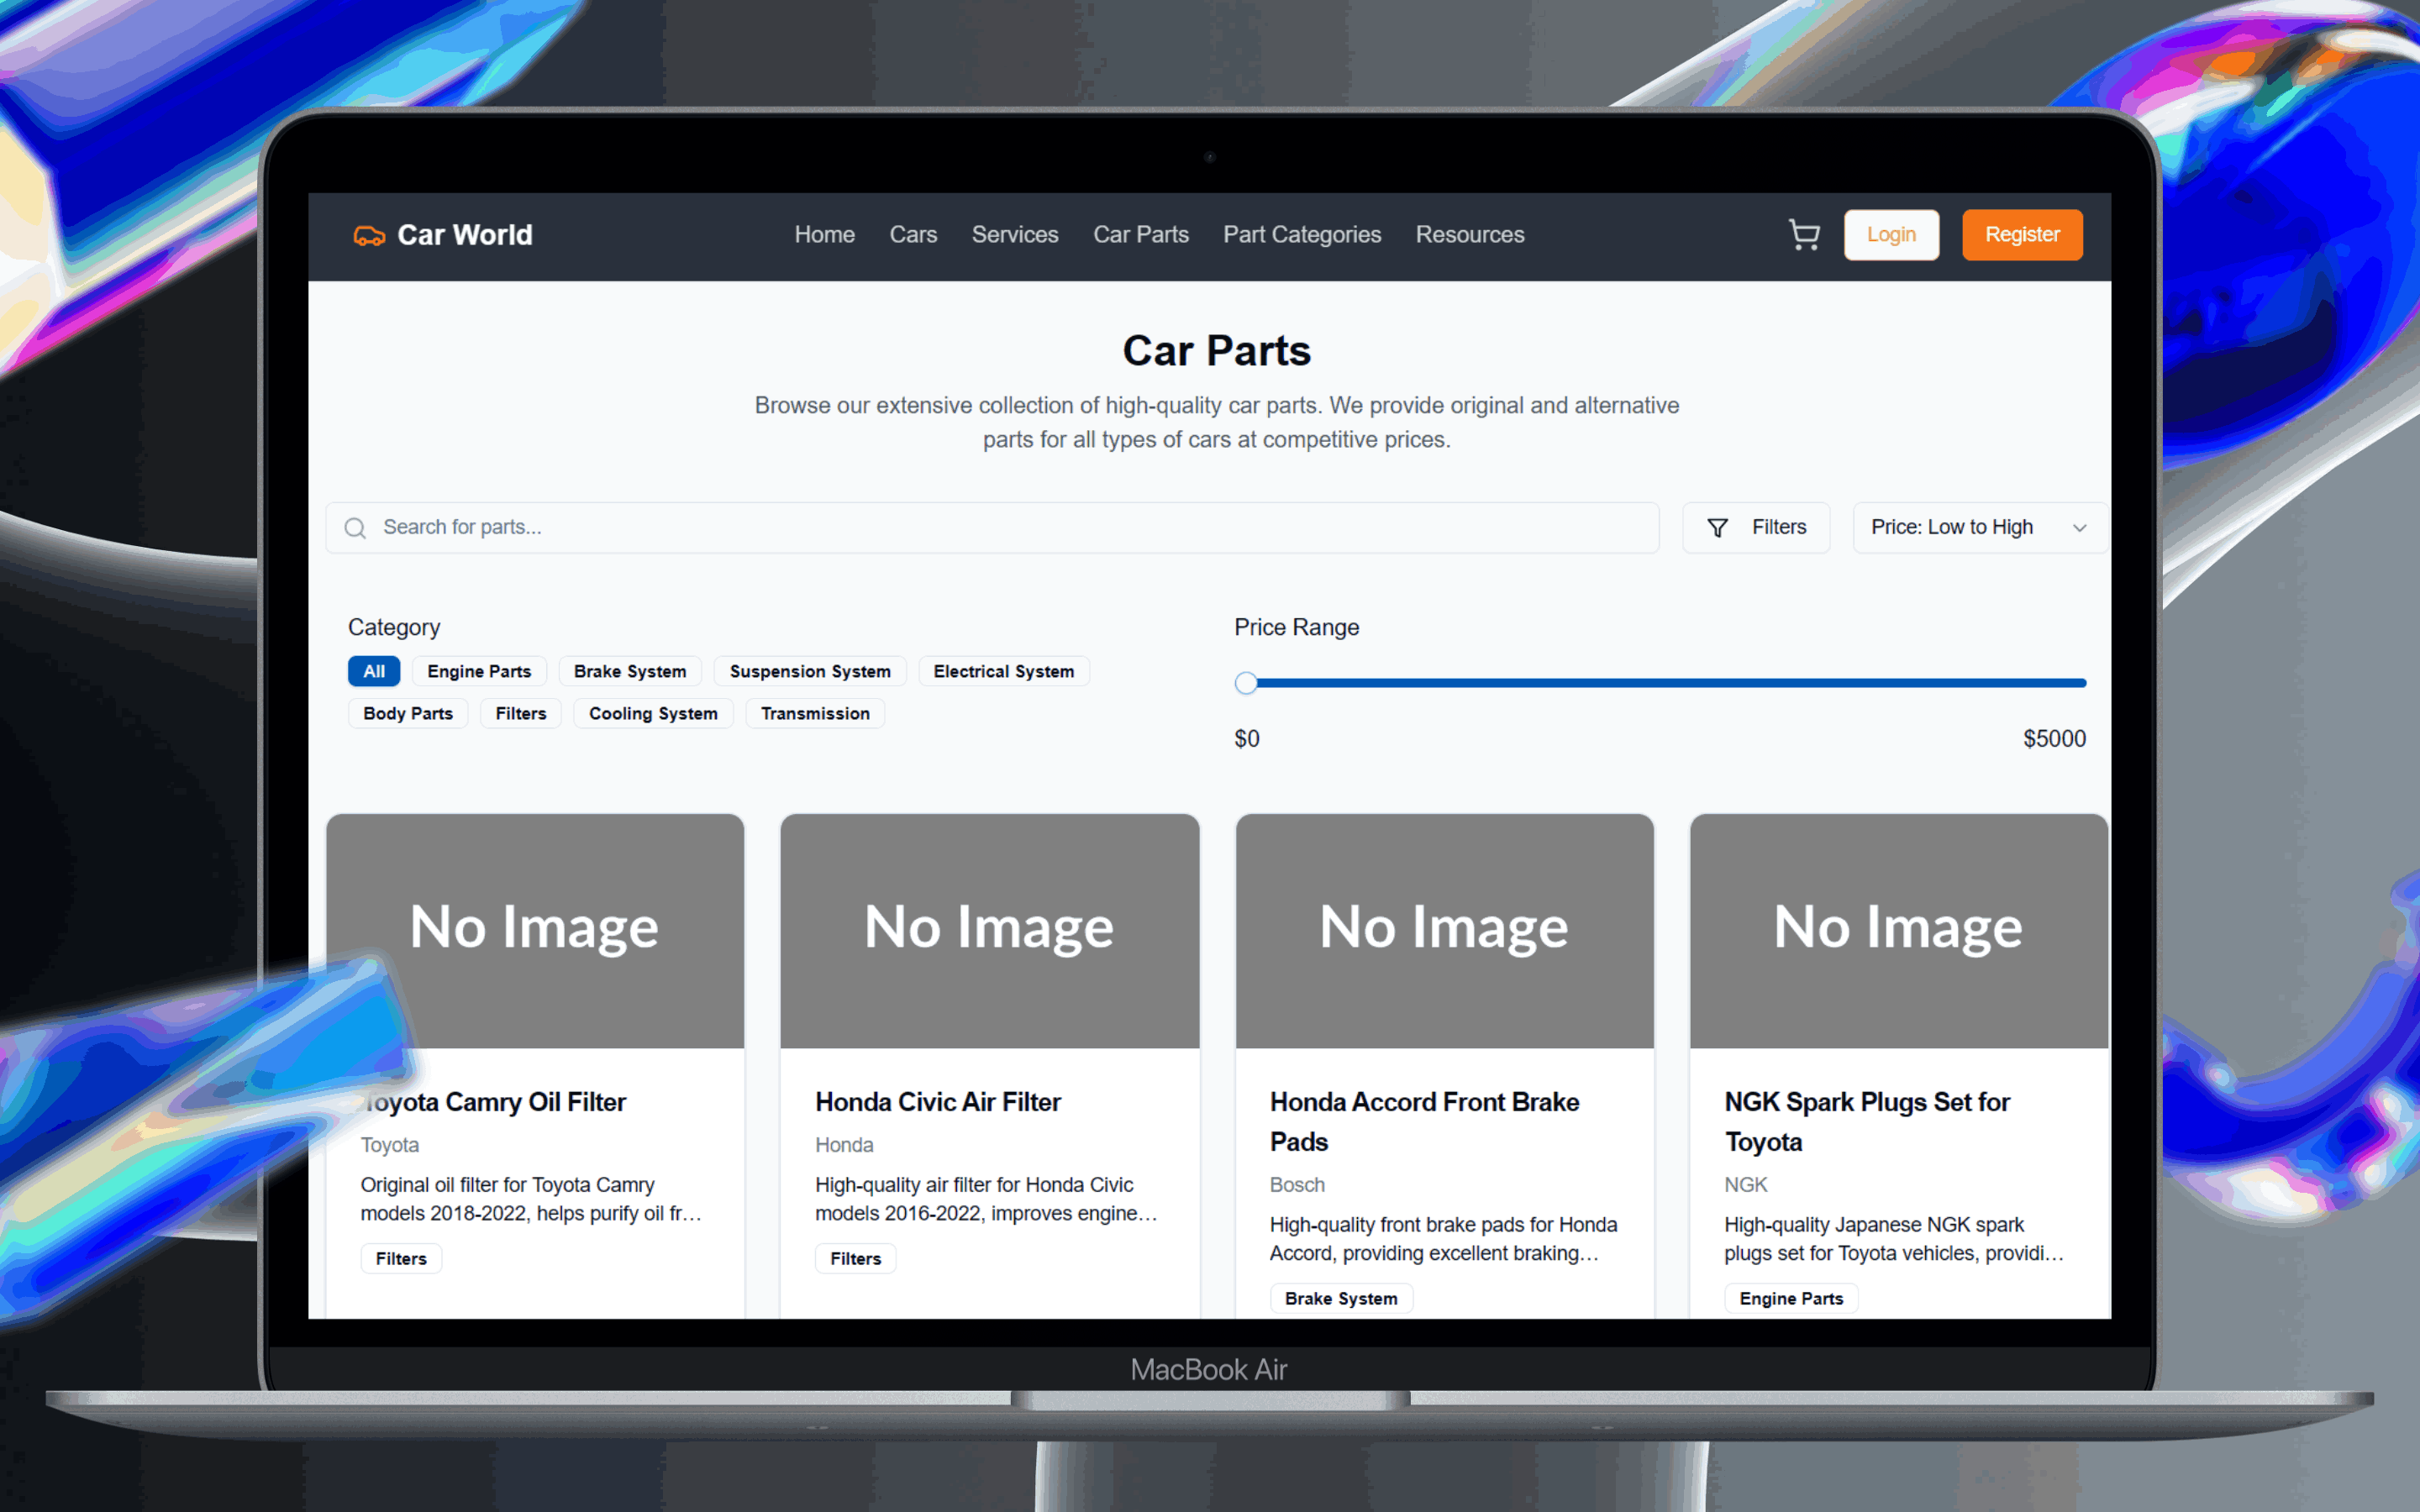 Car World
Home Cars Services Car Parts Part Categories Resources
Login Register
Car Parts
Browse our extensive collection of high-quality car parts. We provide original and alternative
parts for all types of cars at competitive prices.
Search for parts...
Filters
Price: Low to High
Category
All Engine Parts Brake System Suspension System Electrical System
Body Parts Filters Cooling System Transmission
Price Range
$0 $5000
No Image
Toyota Camry Oil Filter
Toyota
Original oil filter for Toyota Camry
models 2018-2022, helps purify oil fr...
Filters
No Image
Honda Civic Air Filter
Honda
High-quality air filter for Honda Civic
models 2016-2022, improves engine...
Filters
No Image
Honda Accord Front Brake
Pads
Bosch
High-quality front brake pads for Honda
Accord, providing excellent braking...
Brake System
No Image
NGK Spark Plugs Set for
Toyota
NGK
High-quality Japanese NGK spark
plugs set for Toyota vehicles, providi...
Engine Parts
MacBook Air